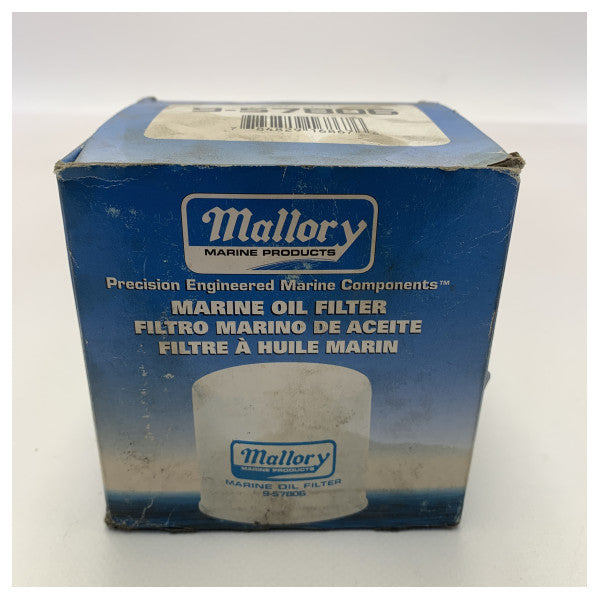 9-57806
Mallory
MARINE PRODUCTS
Precision Engineered Marine Components™
MARINE OIL FILTER
FILTRO MARINO DE ACEITE
FILTRE À HUILE MARIN
Mallory
MARINE PRODUCTS
MARINE OIL FILTER
9-57806